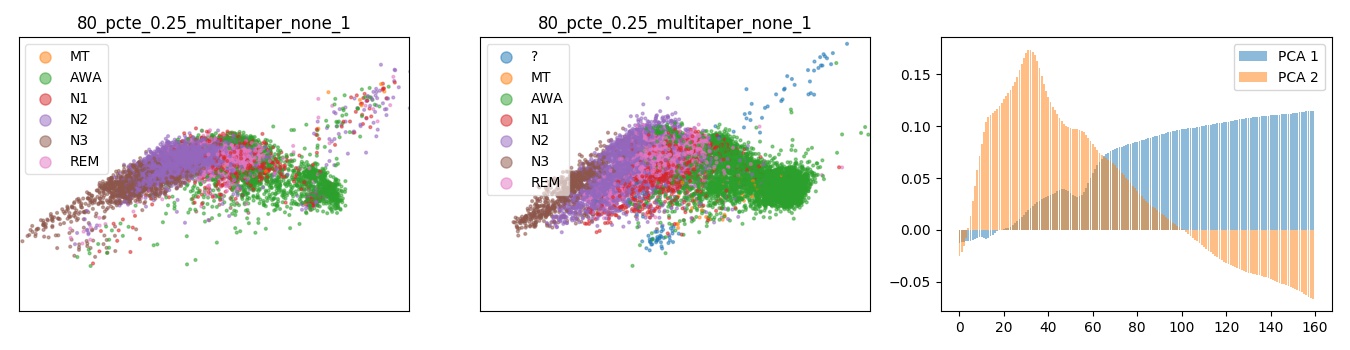 80_pcte_0.25_multitaper_none_1
MT
AWA
N1
N2
N3
REM
80_pcte_0.25_multitaper_none_1
?
MT
AWA
N1
N2
N3
REM
PCA 1
PCA 2
0.15
0.10
0.05
0.00
−0.05
0 20 40 60 80 100 120 140 160